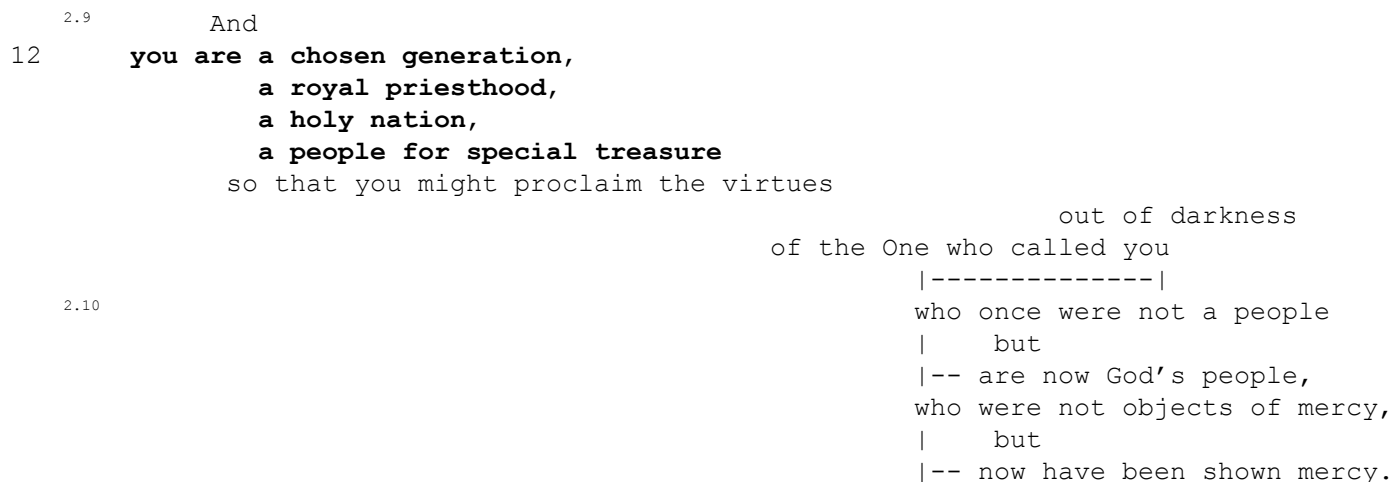 2.9 And
12 you are a chosen generation,
a royal priesthood,
a holy nation,
a people for special treasure
so that you might proclaim the virtues
out of darkness
of the One who called you
|--------------|
2.10 who once were not a people
| but
|-- are now God's people,
who were not objects of mercy,
| but
|-- now have been shown mercy.